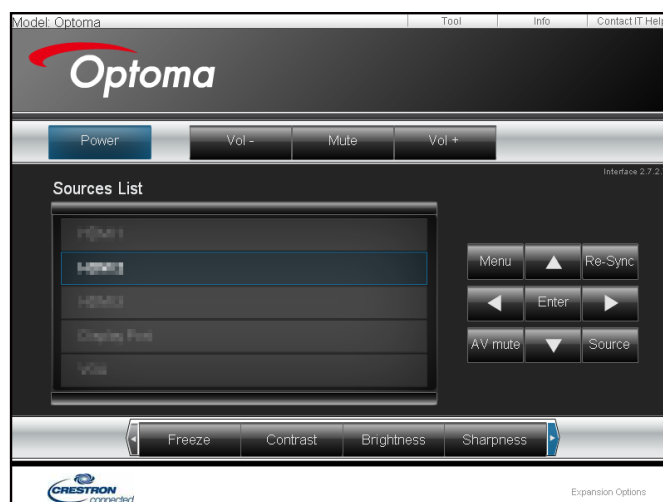 Model: Optoma Tool Info Contact IT Help
Optoma
Power Vol - Mute Vol +
Interface 2.7.2.
Sources List
Menu Re-Sync
Enter
AV mute Source
Freeze Contrast Brightness Sharpness
CRESTRON
connected
Expansion Options